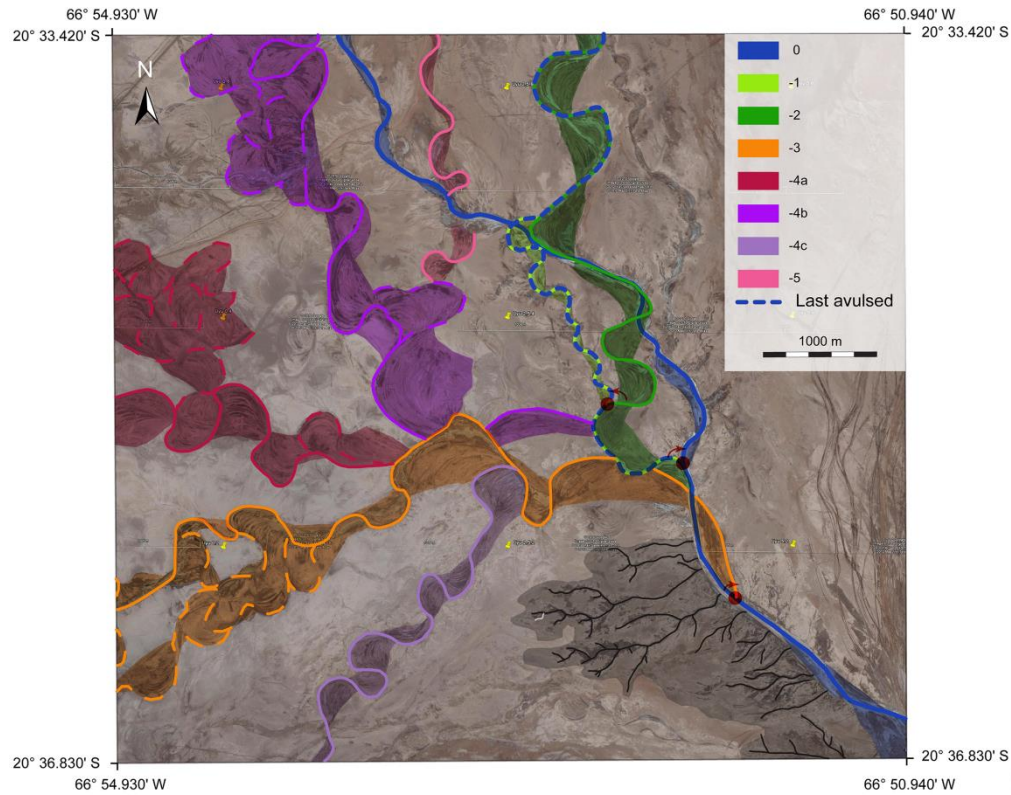 66° 54.930' W
66° 50.940' W
20° 33.420' S
20° 33.420' S
N
0
-1
-2
-3
-4a
-4b
-4c
-5
Last avulsed
1000 m
20° 36.830' S
20° 36.830' S
66° 54.930' W
66° 50.940' W